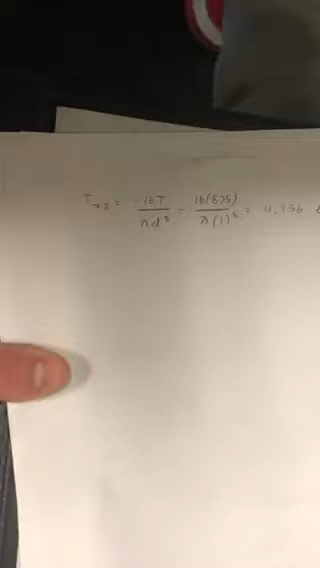 τxz = -16T/πd³ = 16(875)/π(1)³ = 4.456